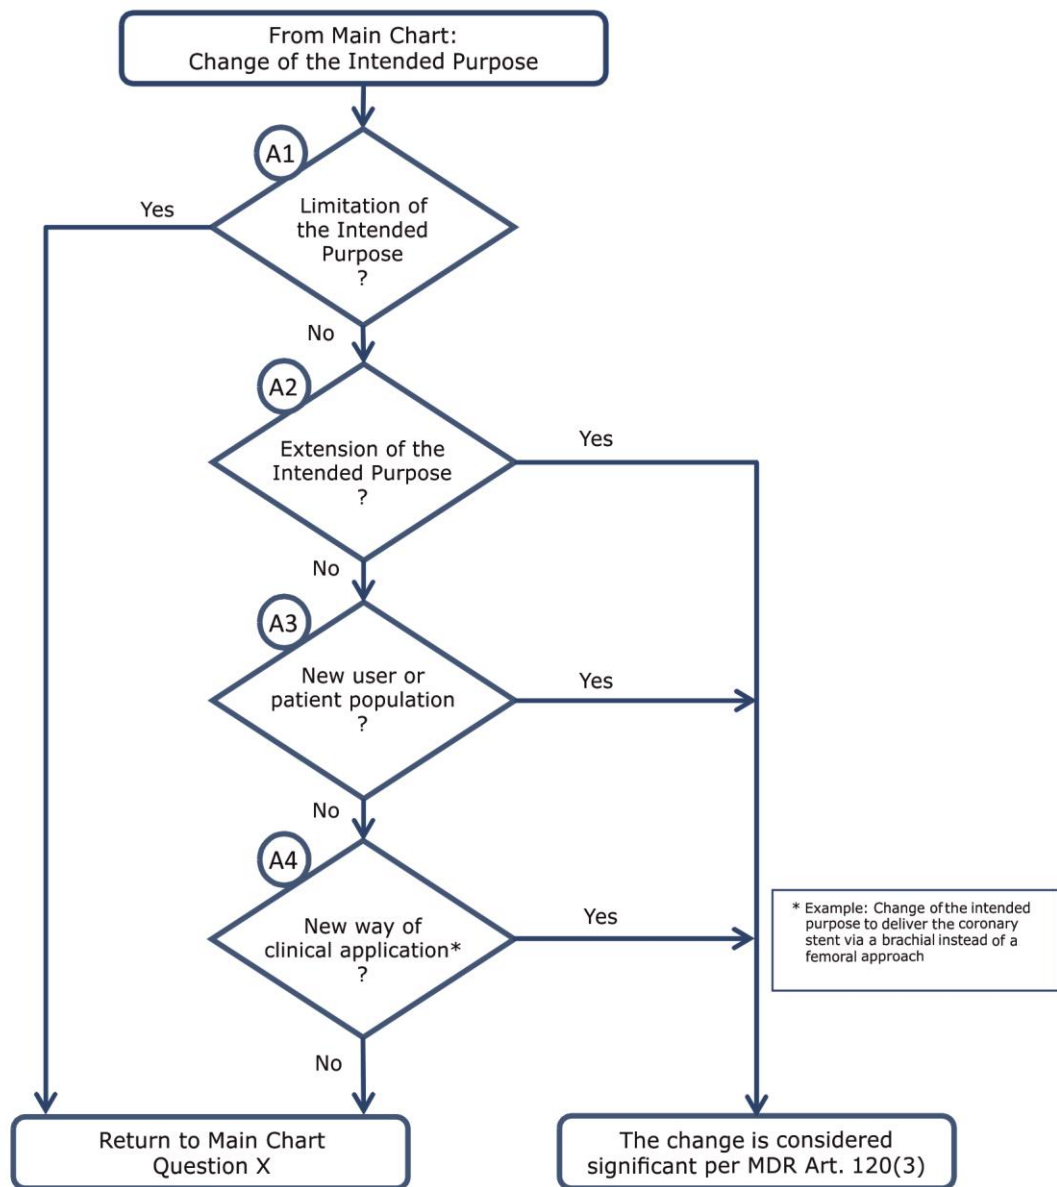 From Main Chart:
Change of the Intended Purpose
A1
Yes
Limitation of
the Intended
Purpose
?
No
A2
Yes
Extension of the
Intended Purpose
?
No
A3
New user or
patient population
?
Yes
No
A4
New way of
clinical application*
?
Yes
* Example: Change of the intended
purpose to deliver the coronary
stent via a brachial instead of a
femoral approach
No
Return to Main Chart
Question X
The change is considered
significant per MDR Art. 120(3)